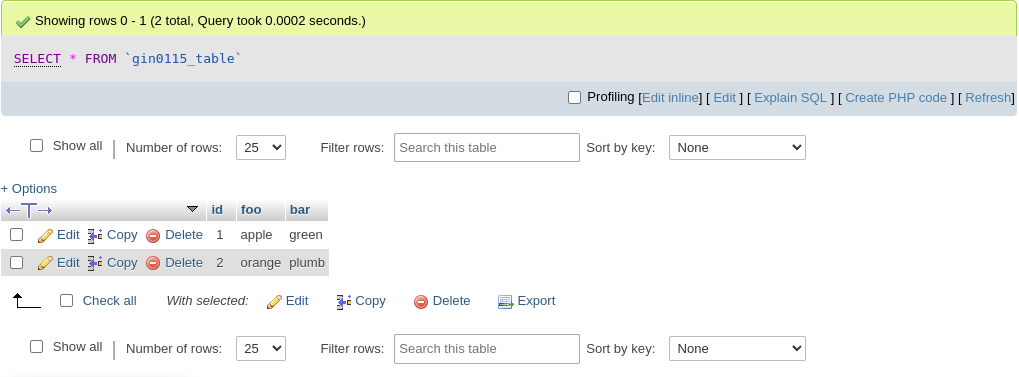 Showing rows 0 - 1 (2 total, Query took 0.0002 seconds.)
SELECT * FROM `gin0115_table`
Profiling [Edit inline] [ Edit ] [ Explain SQL ] [ Create PHP code ] [ Refresh]
Show all | Number of rows: 25 Filter rows: Search this table Sort by key: None
+ Options
←T→ id foo bar
Edit Copy Delete 1 apple green
Edit Copy Delete 2 orange plumb
Check all With selected: Edit Copy Delete Export
Show all | Number of rows: 25 Filter rows: Search this table Sort by key: None